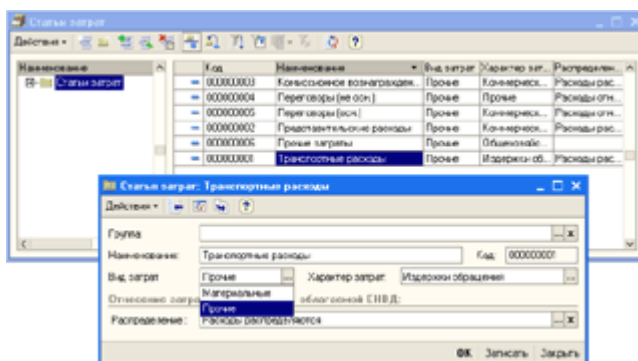 Статьи затрат
Действия
Наименование
Статьи затрат
Код Наименование Вид затрат Характер зат... Распределен...
000000003 Комиссионное вознагражден... Прочие Коммерческ... Расходы рас...
000000004 Переговоры (не осн.) Прочие Прочие Расходы отн...
000000005 Переговоры (осн.) Прочие Коммерческ... Расходы отн...
000000002 Представительские расходы Прочие Коммерческ... Расходы рас...
000000006 Прочие затраты Прочие Общехозяйс...
000000001 Транспортные расходы Прочие Издержки об... Расходы рас...
Статьи затрат: Транспортные расходы
Действия
Группа
Наименование: Транспортные расходы Код: 000000001
Вид затрат Прочие Характер затрат: Издержки обращения
Материальные
Прочие
Отнесение затра облагаемой ЕНВД:
Распределение: Расходы распределяются
ОК Записать Закрыть